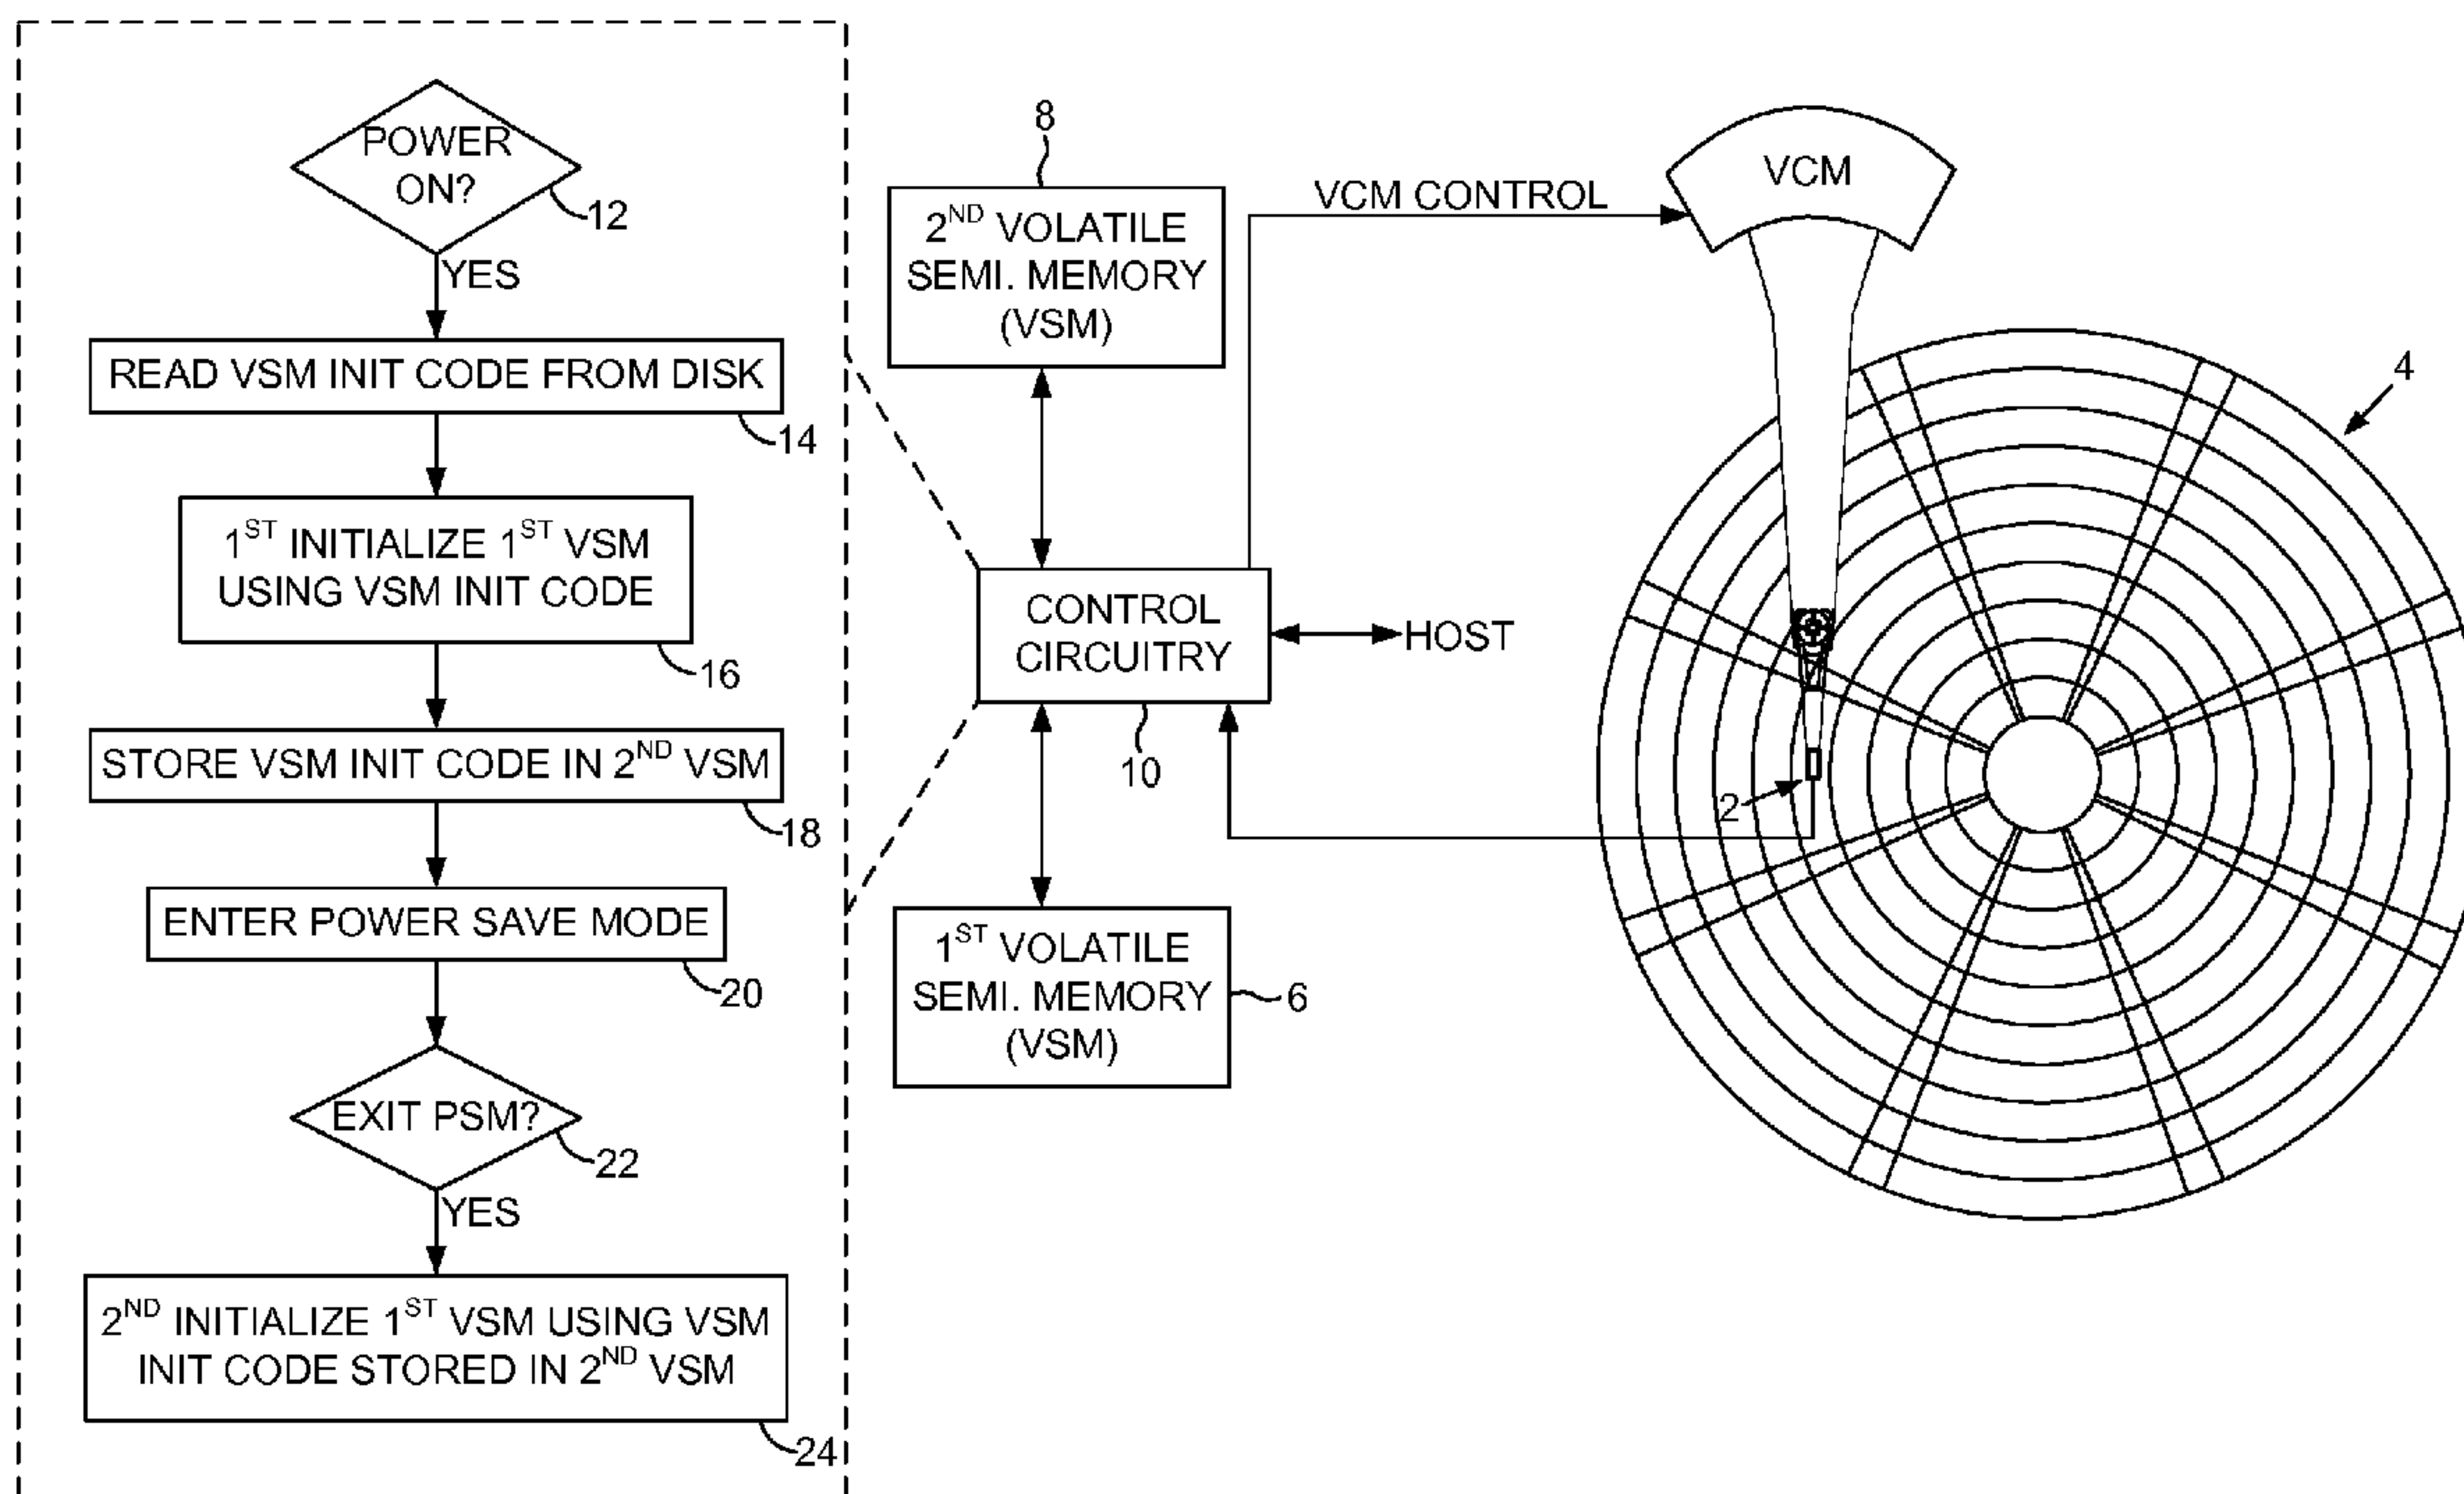 POWER
ON?
12
YES
READ VSM INIT CODE FROM DISK
14
1ST INITIALIZE 1ST VSM
USING VSM INIT CODE
16
STORE VSM INIT CODE IN 2ND VSM
18
ENTER POWER SAVE MODE
20
EXIT PSM?
22
YES
2ND INITIALIZE 1ST VSM USING VSM
INIT CODE STORED IN 2ND VSM
24
8
2ND VOLATILE
SEMI. MEMORY
(VSM)
VCM CONTROL
VCM
4
CONTROL
CIRCUITRY
HOST
10
2
1ST VOLATILE
SEMI. MEMORY
(VSM)
6